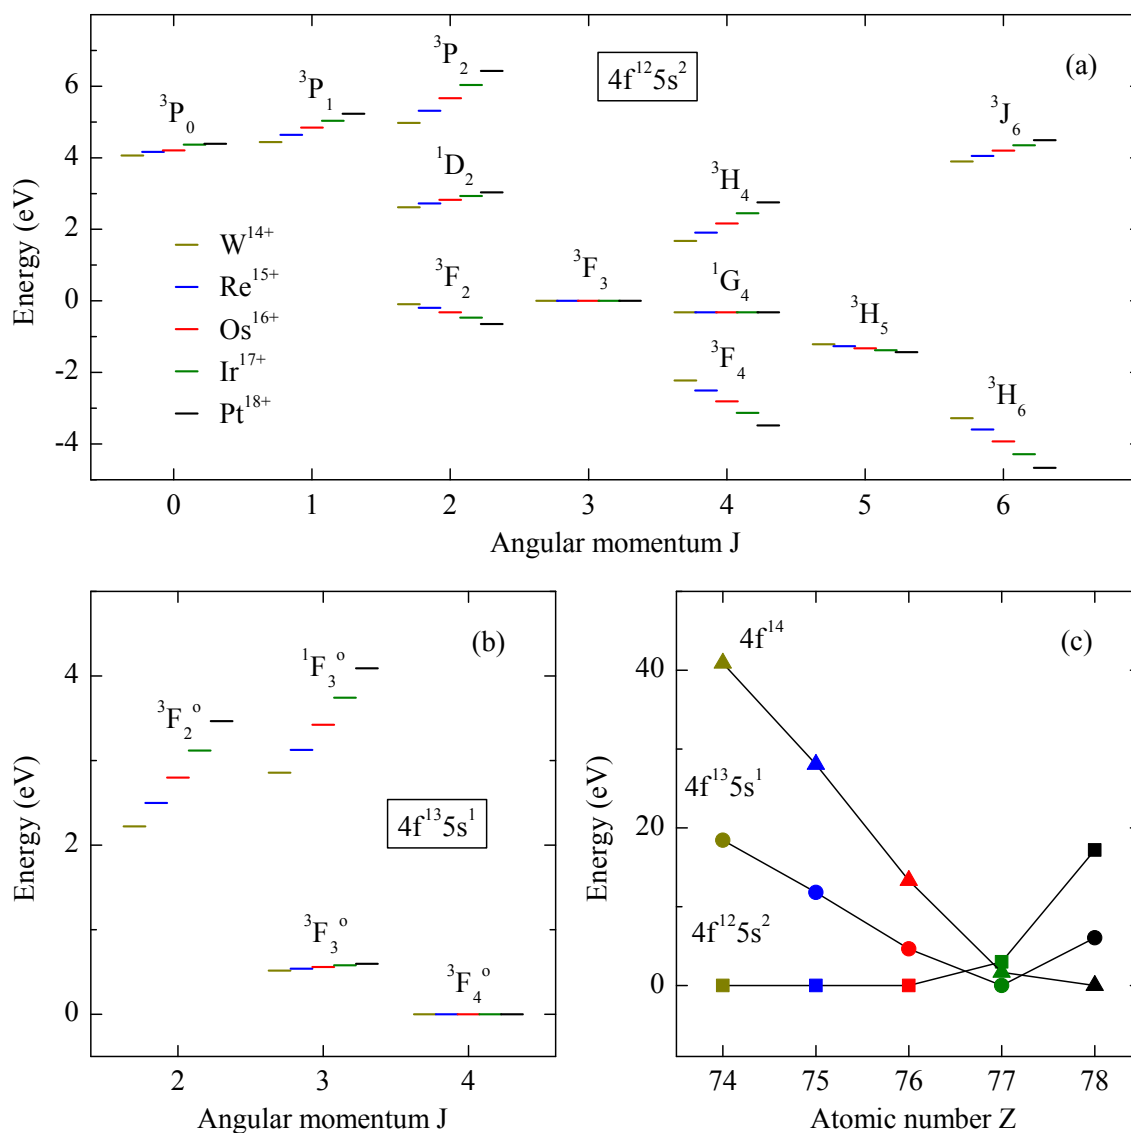 (a)
4f¹²5s²
³P₀
³P₁
³P₂
¹D₂
³F₂
³F₃
³H₄
¹G₄
³F₄
³H₅
³J₆
³H₆
W¹⁴⁺
Re¹⁵⁺
Os¹⁶⁺
Ir¹⁷⁺
Pt¹⁸⁺
Energy (eV)
6
4
2
0
-2
-4
0 1 2 3 4 5 6
Angular momentum J
(b)
³F₂ᵒ
¹F₃ᵒ
4f¹³5s¹
³F₃ᵒ
³F₄ᵒ
Energy (eV)
4
2
0
2 3 4
Angular momentum J
(c)
4f¹⁴
4f¹³5s¹
4f¹²5s²
Energy (eV)
40
20
0
74 75 76 77 78
Atomic number Z